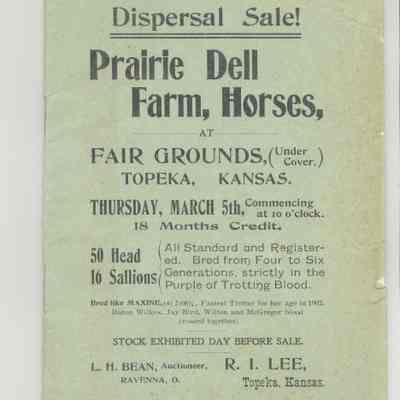 Dispersal Sale!
Prairie Dell
Farm, Horses,
AT
FAIR GROUNDS, (Under Cover.)
TOPEKA, KANSAS.
THURSDAY, MARCH 5th, Commencing at 10 o'clock.
18 Months Credit.
50 Head
16 Sallions
All Standard and Register-
ed. Bred from Four to Six
Generations, strictly in the
Purple of Trotting Blood.
Bred like MAXINE, Fastest Trotter for her age in 1902.
Baron Wilkes, Jay Bird, Wilton and McGregor blood
(crossed together).
STOCK EXHIBITED DAY BEFORE SALE.
L. H. BEAN, Auctioneer,
RAVENNA, O.
R. I. LEE,
Topeka, Kansas.